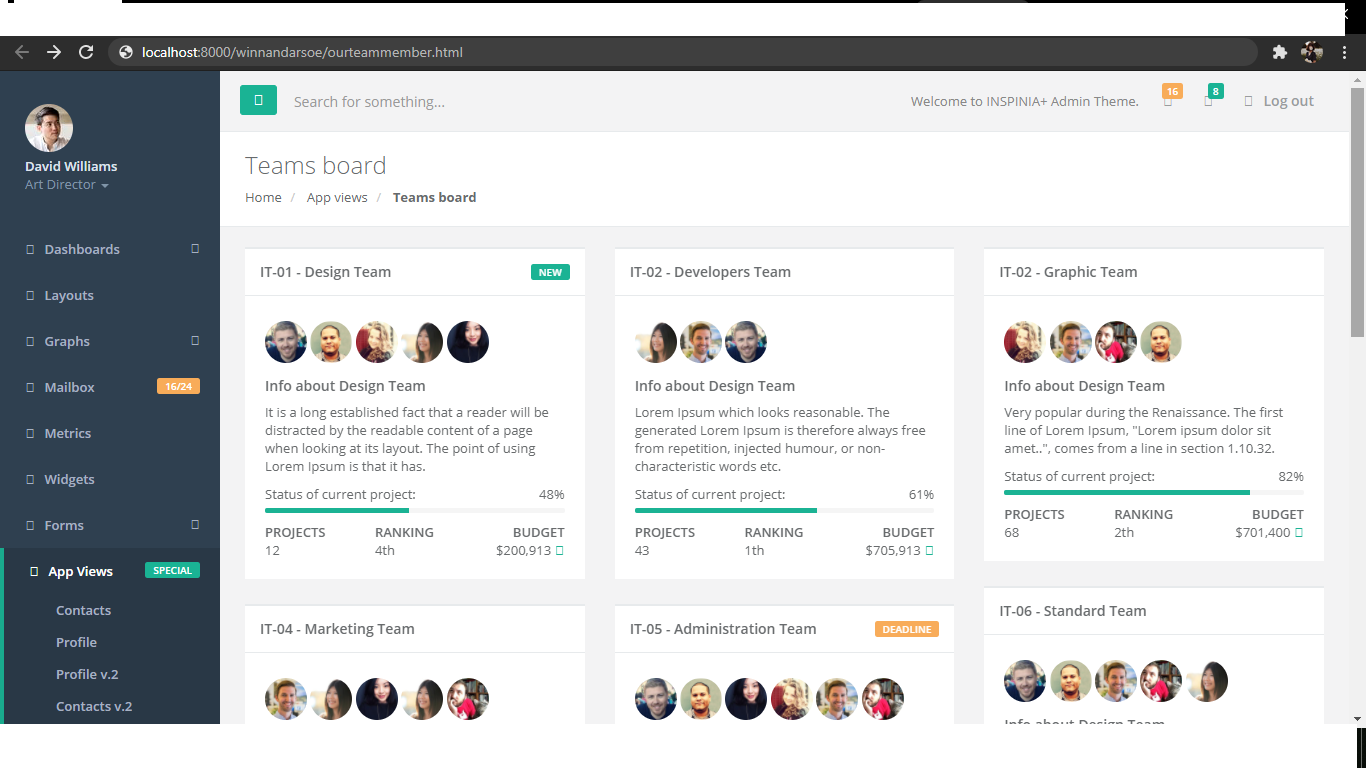 localhost:8000/winnandarsoe/ourteammember.html
David Williams
Art Director
Dashboards
Layouts
Graphs
Mailbox 16/24
Metrics
Widgets
Forms
App Views SPECIAL
Contacts
Profile
Profile v.2
Contacts v.2
Search for something...
Welcome to INSPINIA+ Admin Theme.
16
8
Log out
Teams board
Home / App views / Teams board
IT-01 - Design Team NEW
Info about Design Team
It is a long established fact that a reader will be
distracted by the readable content of a page
when looking at its layout. The point of using
Lorem Ipsum is that it has.
Status of current project: 48%
PROJECTS RANKING BUDGET
12 4th $200,913
IT-02 - Developers Team
Info about Design Team
Lorem Ipsum which looks reasonable. The
generated Lorem Ipsum is therefore always free
from repetition, injected humour, or non-
characteristic words etc.
Status of current project: 61%
PROJECTS RANKING BUDGET
43 1th $705,913
IT-02 - Graphic Team
Info about Design Team
Very popular during the Renaissance. The first
line of Lorem Ipsum, "Lorem ipsum dolor sit
amet..", comes from a line in section 1.10.32.
Status of current project: 82%
PROJECTS RANKING BUDGET
68 2th $701,400
IT-04 - Marketing Team
IT-05 - Administration Team DEADLINE
IT-06 - Standard Team
Info about Design Team